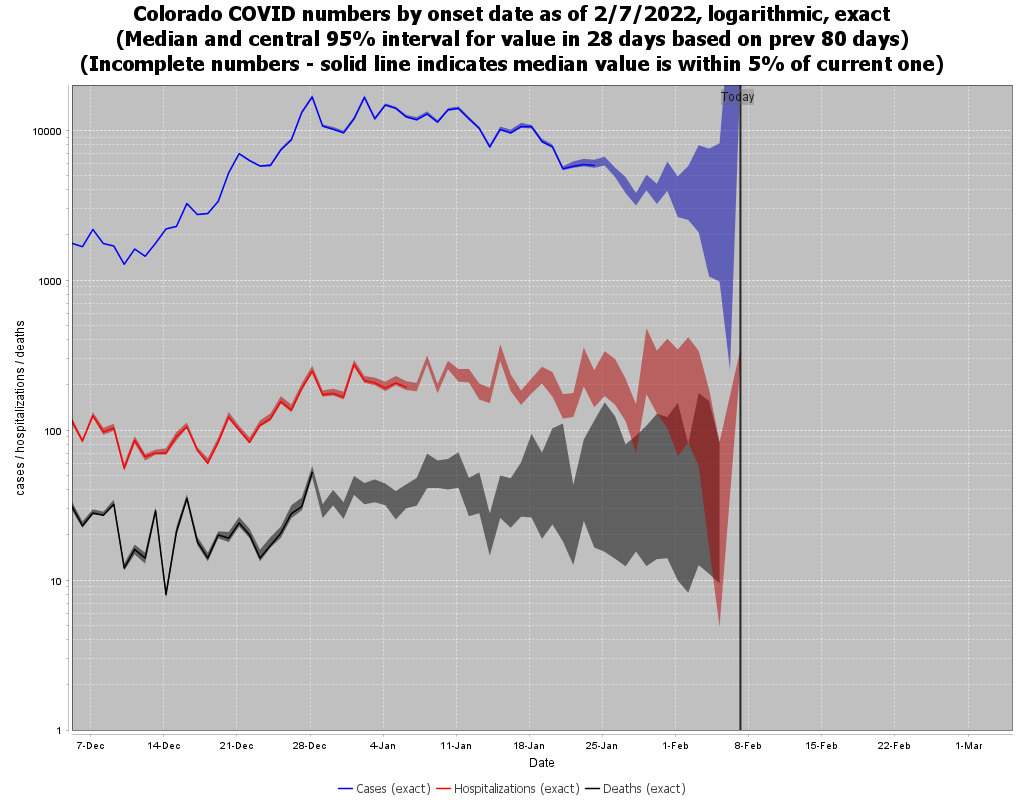 Colorado COVID numbers by onset date as of 2/7/2022, logarithmic, exact
(Median and central 95% interval for value in 28 days based on prev 80 days)
(Incomplete numbers - solid line indicates median value is within 5% of current one)
Today
10000
1000
100
10
1
cases / hospitalizations / deaths
7-Dec 14-Dec 21-Dec 28-Dec 4-Jan 11-Jan 18-Jan 25-Jan 1-Feb 8-Feb 15-Feb 22-Feb 1-Mar
Date
Cases (exact) Hospitalizations (exact) Deaths (exact)